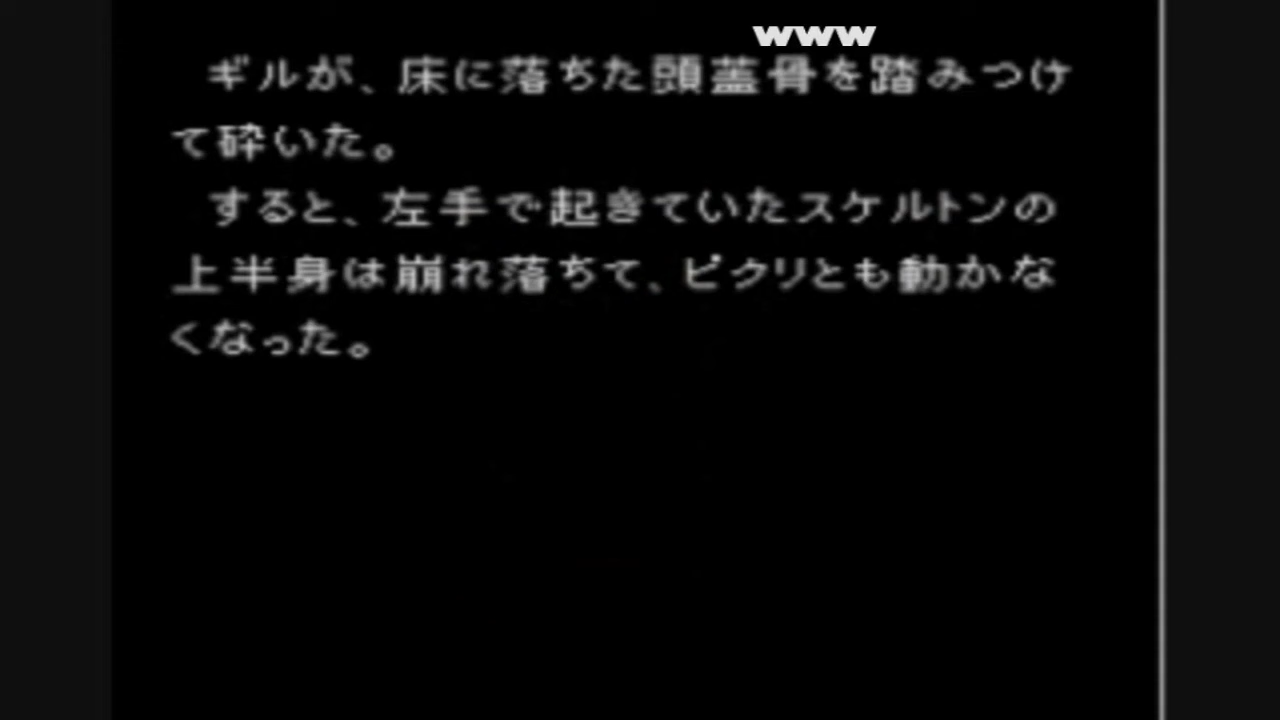 www
ギルが、床に落ちた頭蓋骨を踏みつけ
て砕いた。
すると、左手で起きていたスケルトンの
上半身は崩れ落ちて、ピクリとも動かな
くなった。